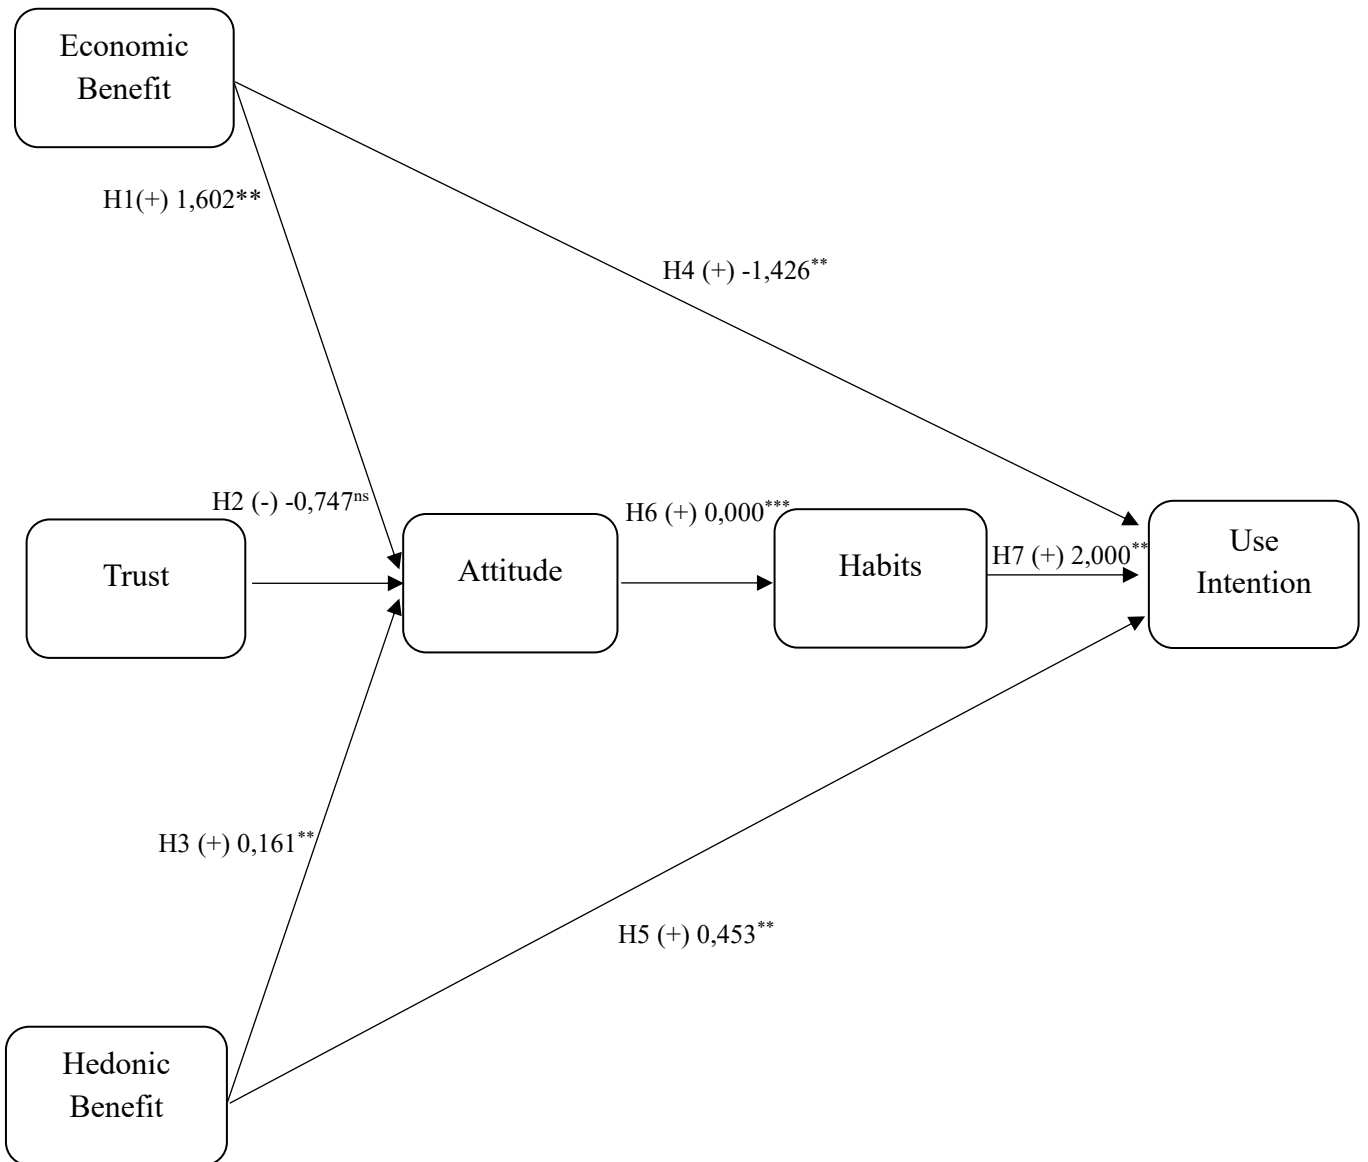 Economic
Benefit
H1(+) 1,602**
H4 (+) -1,426**
H2 (-) -0,747ns
H6 (+) 0,000***
Trust
Attitude
Habits
H7 (+) 2,000**
Use
Intention
H3 (+) 0,161**
H5 (+) 0,453**
Hedonic
Benefit